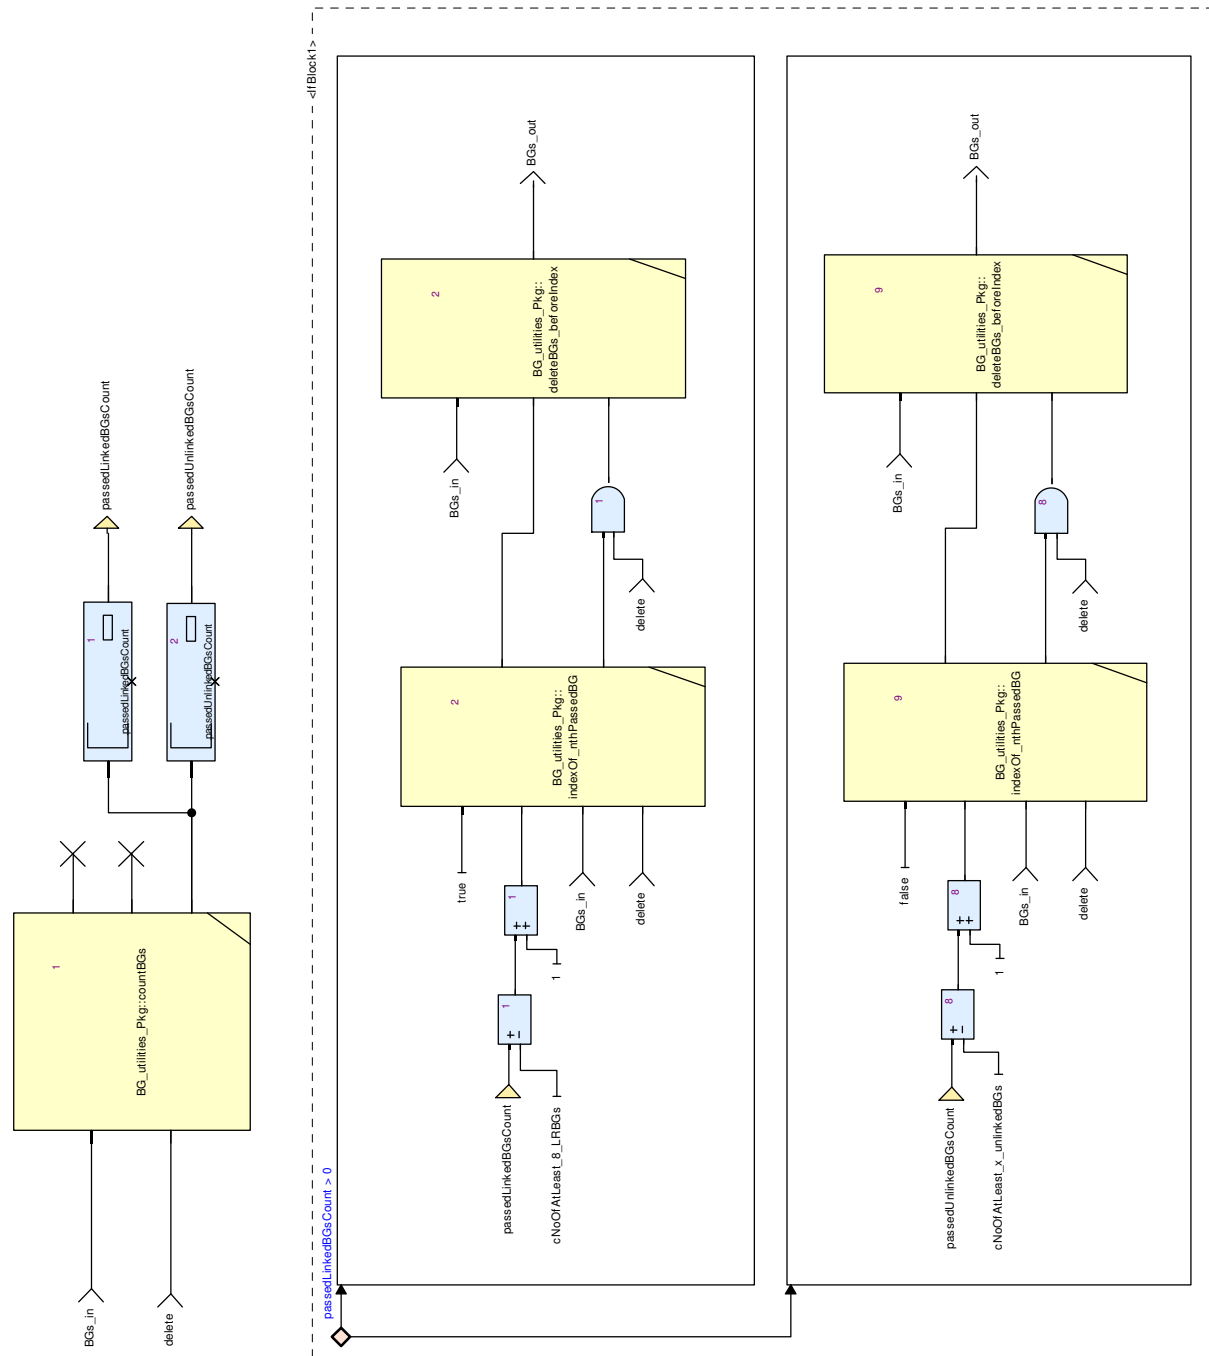 BGs_in
delete
1
BG_utilities_Pkg::countBGs
1
passedLinkedBGsCount
passedLinkedBGsCount
2
passedUnlinkedBGsCount
passedUnlinkedBGsCount
<IfBlock1>
passedLinkedBGsCount > 0
passedLinkedBGsCount
cNoOfAtLeast_8_LRBGs
1
+
−
1
1
+
+
true
BGs_in
delete
2
BG_utilities_Pkg::
indexOf_nthPassedBG
delete
1
BGs_in
2
BG_utilities_Pkg::
deleteBGs_beforeIndex
BGs_out
passedUnlinkedBGsCount
cNoOfAtLeast_x_unlinkedBGs
8
+
−
1
8
+
+
false
BGs_in
delete
9
BG_utilities_Pkg::
indexOf_nthPassedBG
delete
8
BGs_in
9
BG_utilities_Pkg::
deleteBGs_beforeIndex
BGs_out